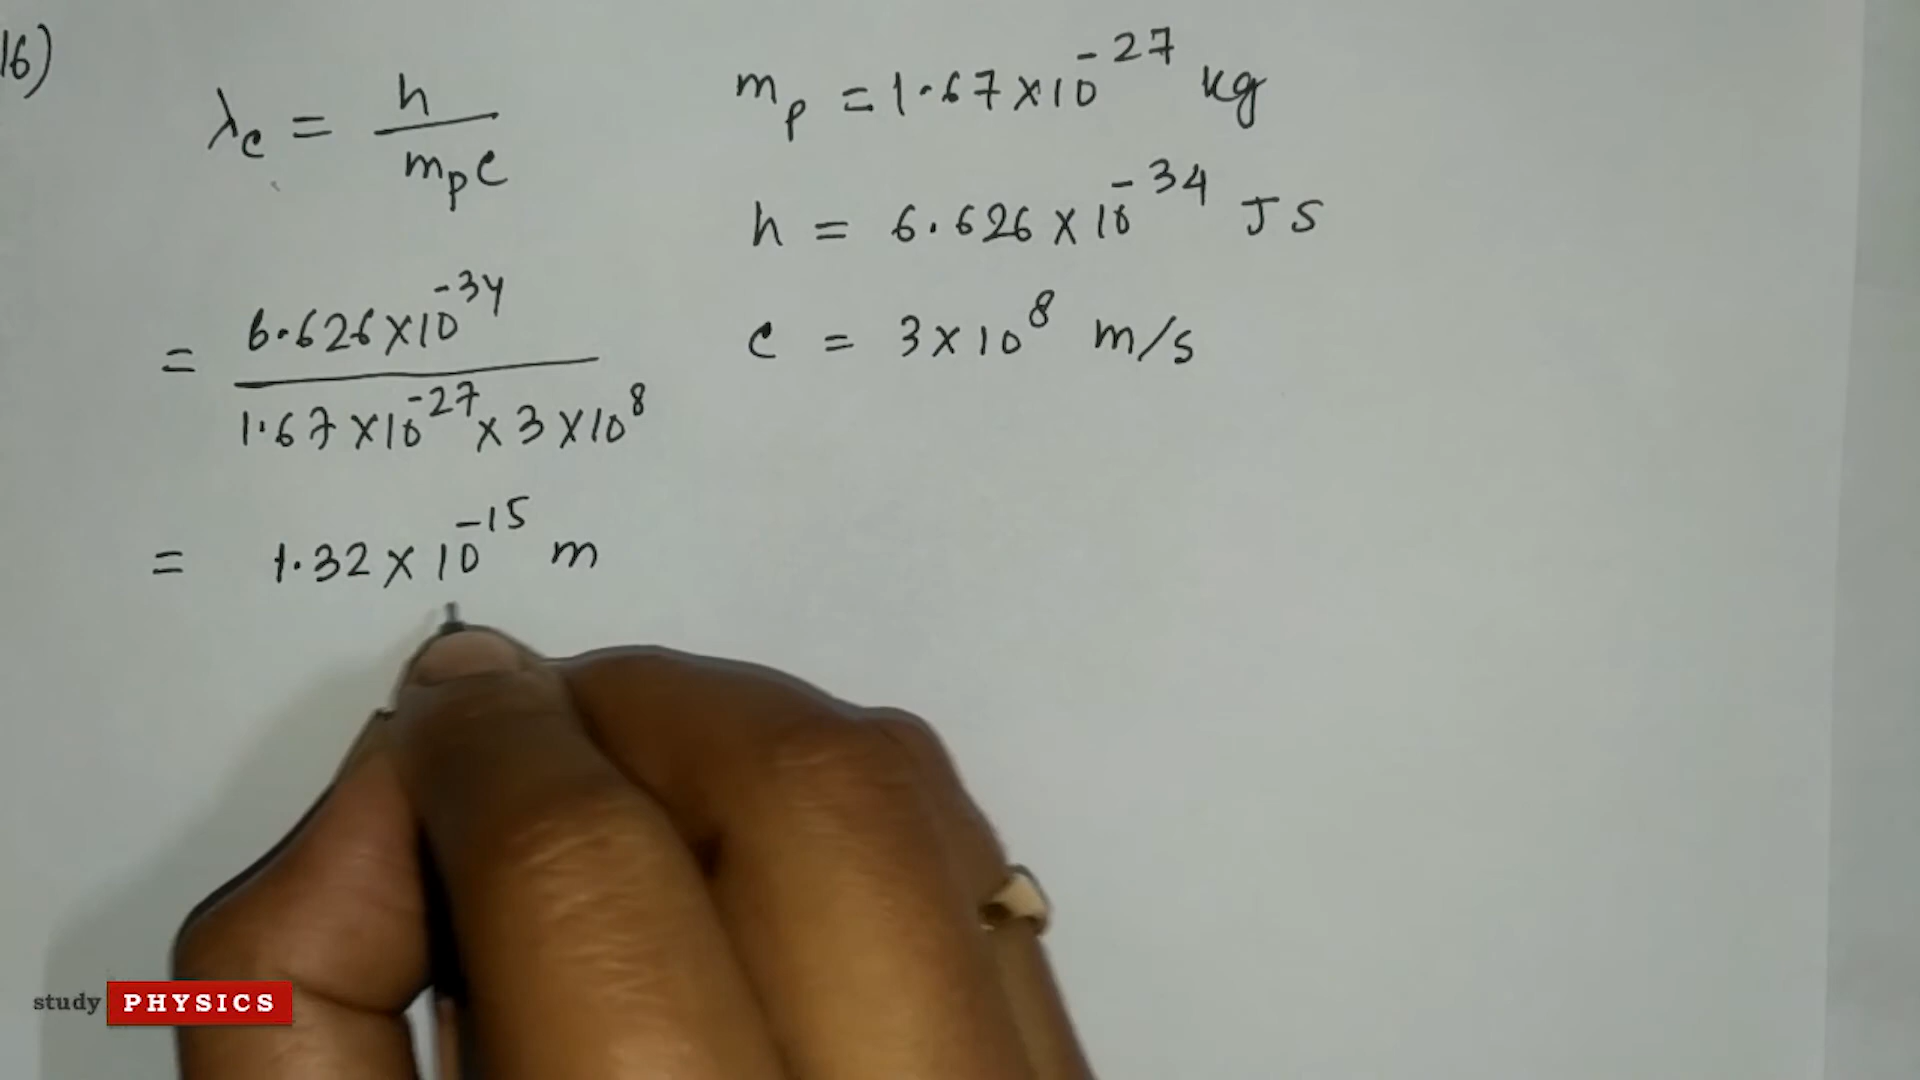 16)
λc = h / mpc
= 6.626×10^-34 / 1.67×10^-27 × 3×10^8
= 1.32×10^-15 m
mp = 1.67×10^-27 kg
h = 6.626×10^-34 JS
c = 3×10^8 m/s
study PHYSICS